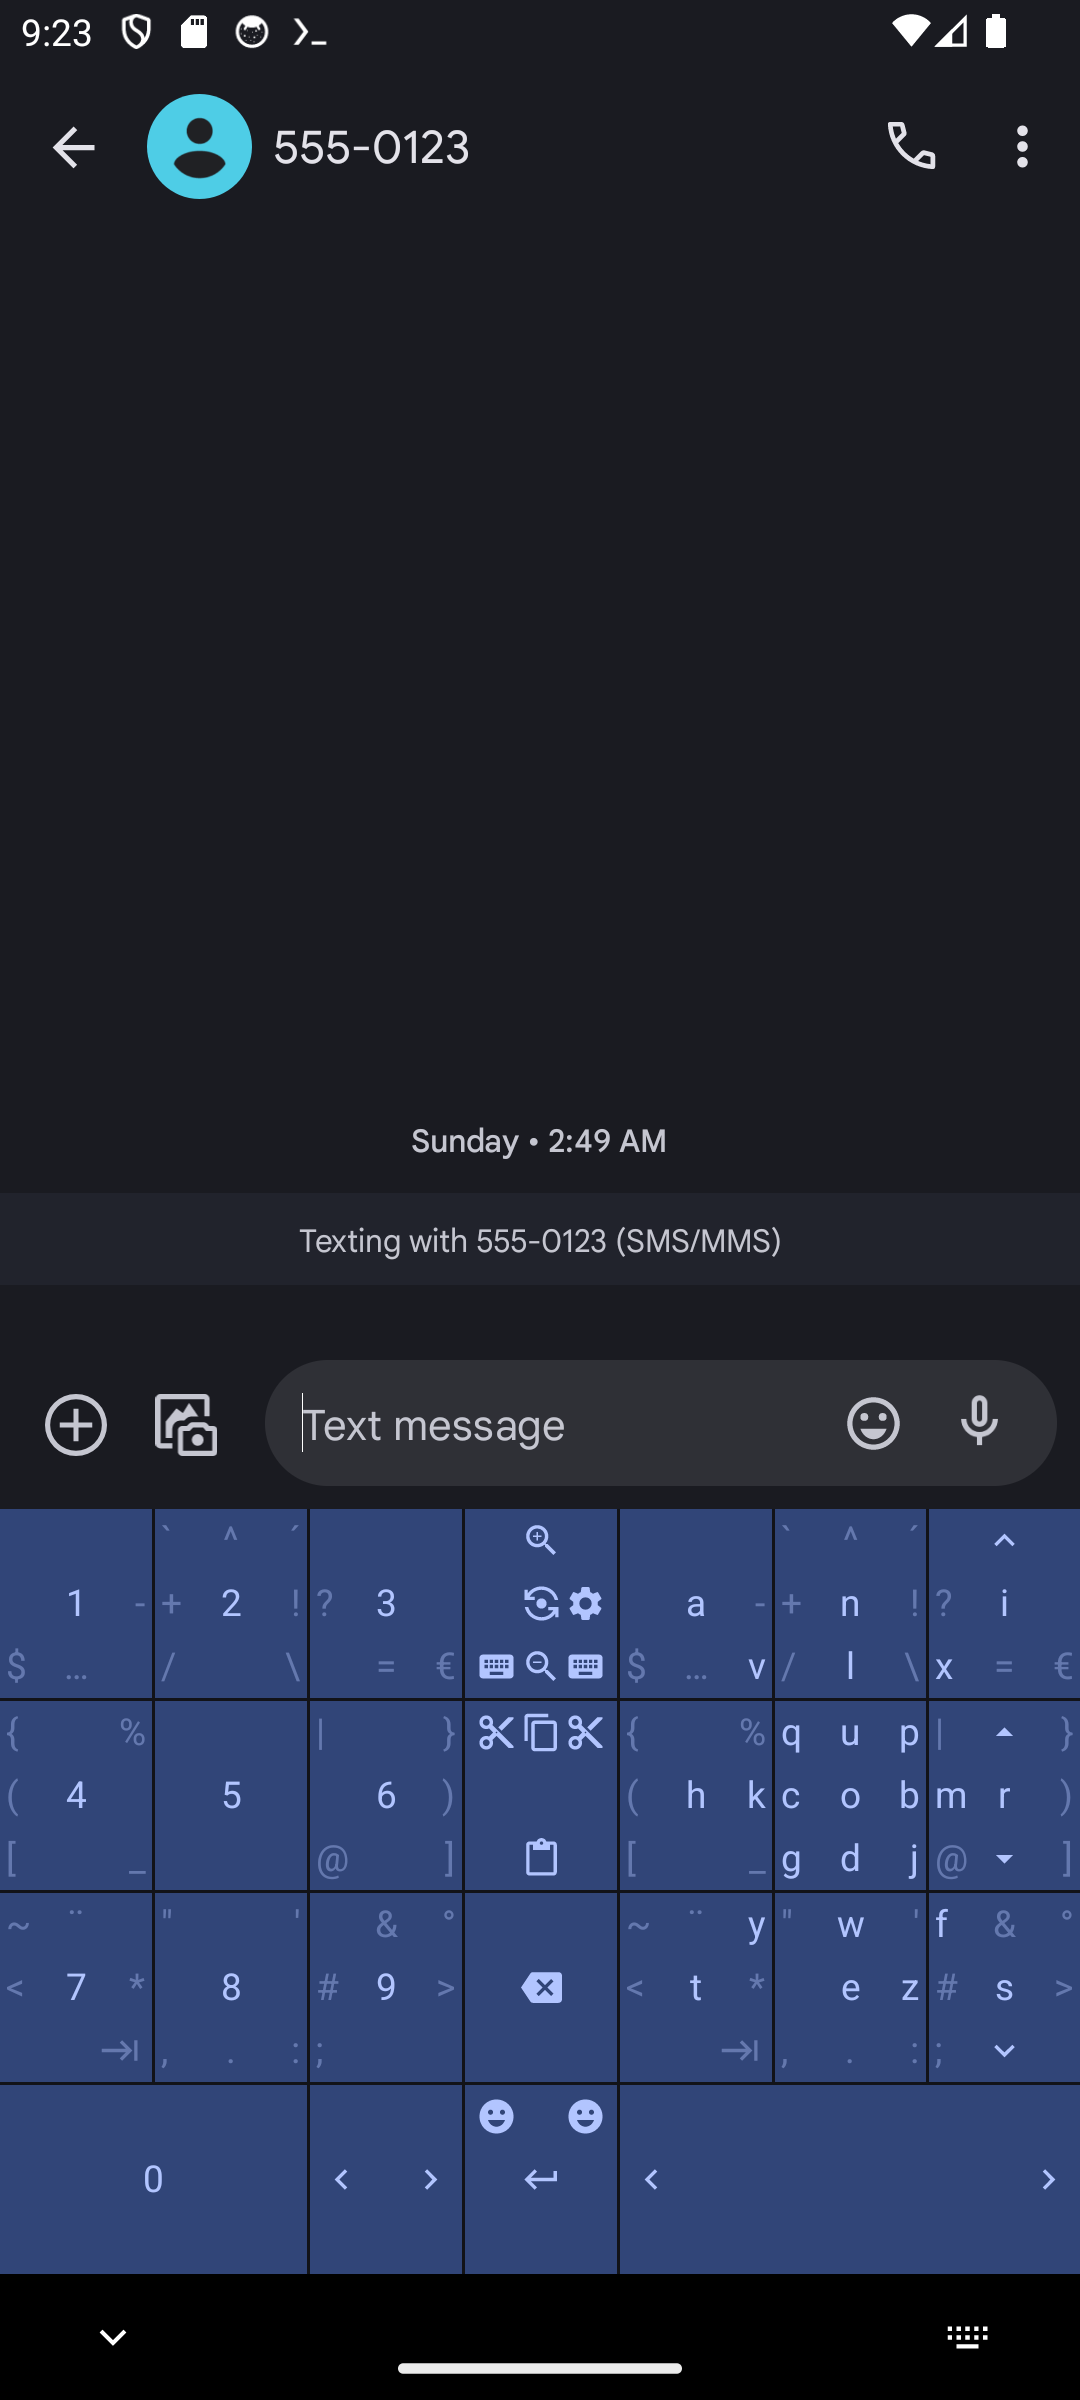 9:23
555-0123
Sunday • 2:49 AM
Texting with 555-0123 (SMS/MMS)
Text message
` ^ ´ ` ^ ´
1 - + 2 ! ? 3 a - + n ! ? i
$ … / \ = € $ … v / l \ x = €
{ % | } { % q u p | }
( 4 5 6 ) ( h k c o b m r )
[ _ @ ] [ _ g d j @ ]
~ ¨ " ' & ° ~ ¨ y " w ' f & °
< 7 * 8 # 9 > < t * e z # s >
, . : ; , . : ;
0 < > < >